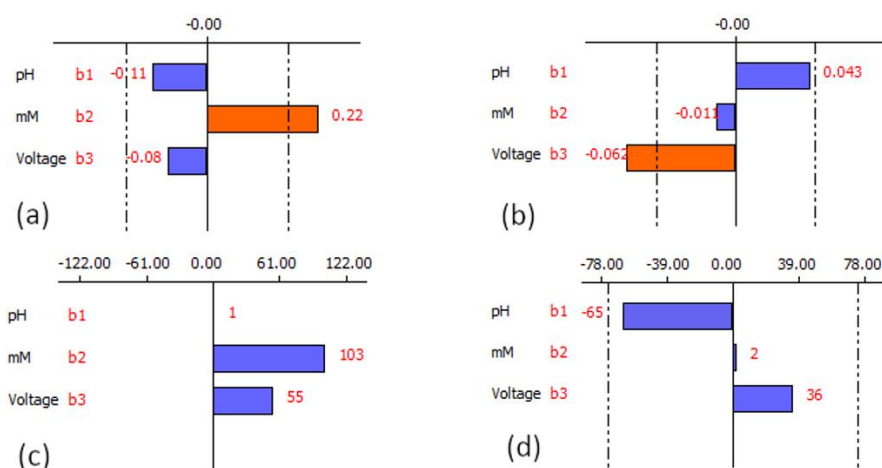 -0.00
pH b1 -0.11
mM b2 0.22
Voltage b3 -0.08
(a)
-0.00
pH b1 0.043
mM b2 -0.011
Voltage b3 -0.062
(b)
-122.00 -61.00 0.00 61.00 122.00
pH b1 1
mM b2 103
Voltage b3 55
(c)
-78.00 -39.00 0.00 39.00 78.00
pH b1 -65
mM b2 2
Voltage b3 36
(d)